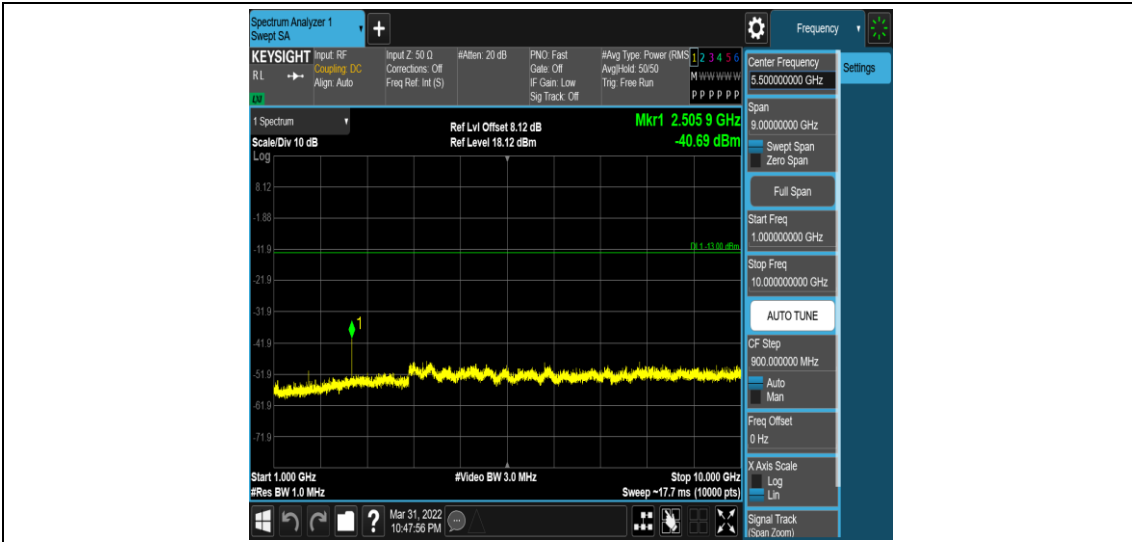 Spectrum Analyzer 1
Swept SA
+
Frequency
KEYSIGHT
RL
Input: RF
Coupling: DC
Align: Auto
Input Z: 50 Ω
Corrections: Off
Freq Ref: Int (S)
#Atten: 20 dB
PNO: Fast
Gate: Off
IF Gain: Low
Sig Track: Off
#Avg Type: Power (RMS
Avg|Hold: 50/50
Trig: Free Run
1 2 3 4 5 6
M W W W W W
P P P P P P
1 Spectrum
Scale/Div 10 dB
Log
Ref Lvl Offset 8.12 dB
Ref Level 18.12 dBm
Mkr1 2.505 9 GHz
-40.69 dBm
8.12
-1.88
-11.9
DL1 -13.00 dBm
-21.9
-31.9
1
-41.9
-51.9
-61.9
-71.9
Start 1.000 GHz
#Res BW 1.0 MHz
#Video BW 3.0 MHz
Stop 10.000 GHz
Sweep ~17.7 ms (10000 pts)
Mar 31, 2022
10:47:56 PM
?
Center Frequency
5.500000000 GHz
Settings
Span
9.00000000 GHz
Swept Span
Zero Span
Full Span
Start Freq
1.000000000 GHz
Stop Freq
10.000000000 GHz
AUTO TUNE
CF Step
900.000000 MHz
Auto
Man
Freq Offset
0 Hz
X Axis Scale
Log
Lin
Signal Track
(Span Zoom)